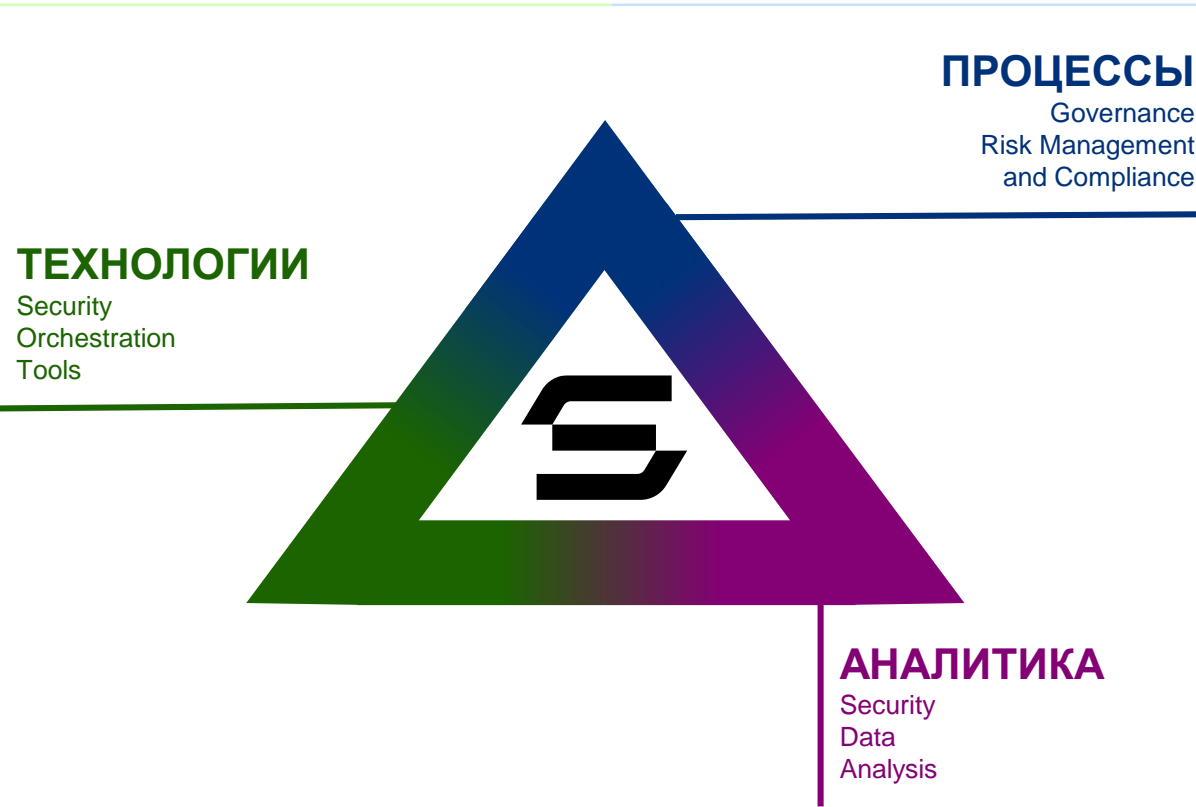 ПРОЦЕССЫ
Governance
Risk Management
and Compliance
ТЕХНОЛОГИИ
Security
Orchestration
Tools
АНАЛИТИКА
Security
Data
Analysis